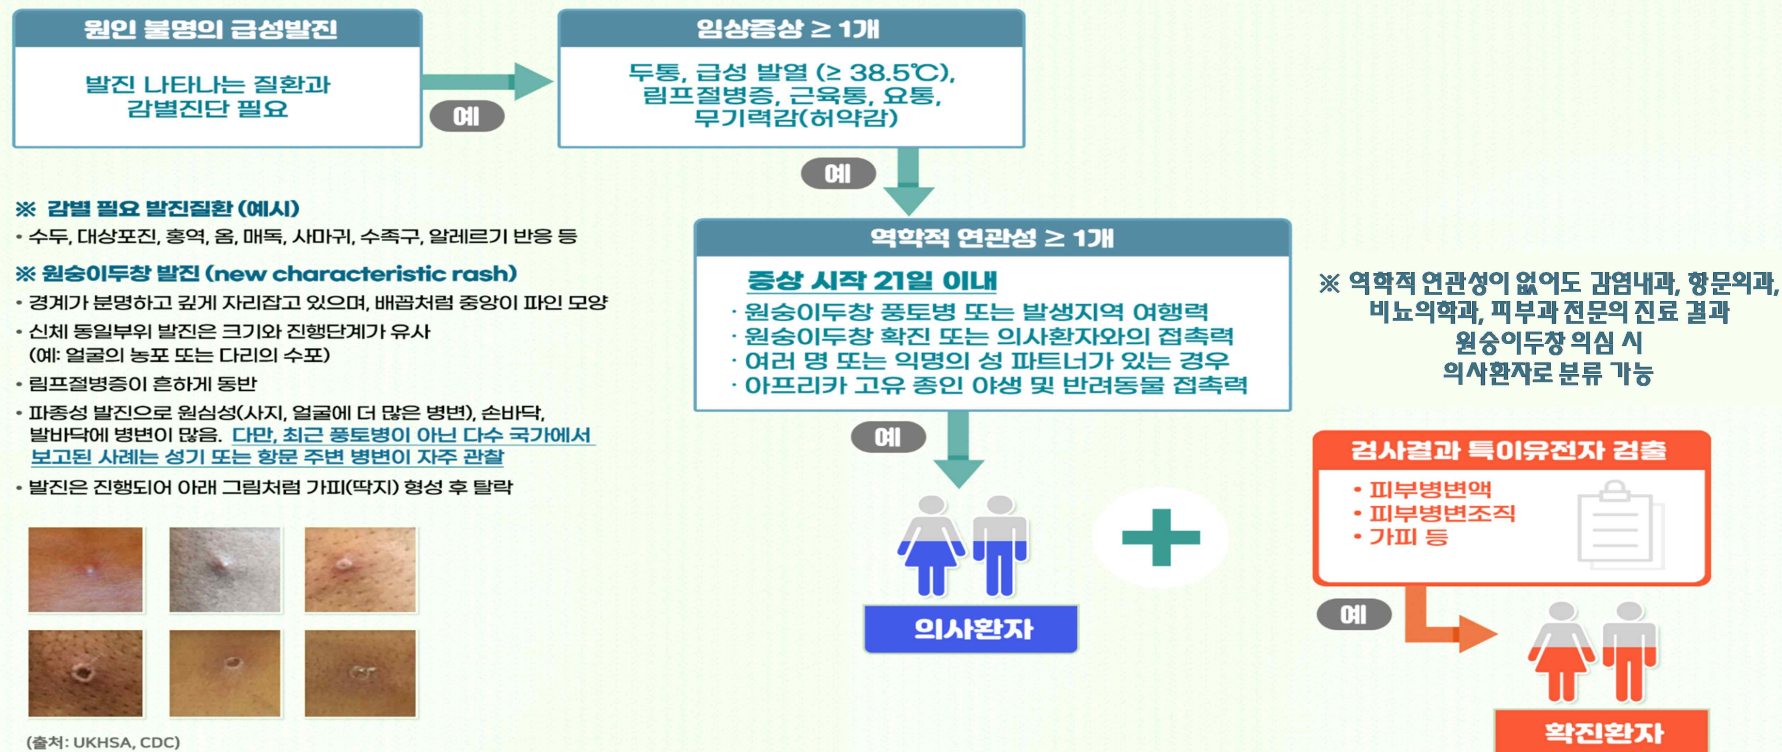 원인 불명의 급성발진
발진 나타나는 질환과
감별진단 필요
예
임상증상 ≥ 1개
두통, 급성 발열 (≥ 38.5℃),
림프절병증, 근육통, 요통,
무기력감(허약감)
예
※ 감별 필요 발진질환 (예시)
• 수두, 대상포진, 홍역, 옴, 매독, 사마귀, 수족구, 알레르기 반응 등
※ 원숭이두창 발진 (new characteristic rash)
• 경계가 분명하고 깊게 자리잡고 있으며, 배꼽처럼 중앙이 파인 모양
• 신체 동일부위 발진은 크기와 진행단계가 유사
(예: 얼굴의 농포 또는 다리의 수포)
• 림프절병증이 흔하게 동반
• 파종성 발진으로 원심성(사지, 얼굴에 더 많은 병변), 손바닥,
발바닥에 병변이 많음. 다만, 최근 풍토병이 아닌 다수 국가에서
보고된 사례는 성기 또는 항문 주변 병변이 자주 관찰
• 발진은 진행되어 아래 그림처럼 가피(딱지) 형성 후 탈락
(출처: UKHSA, CDC)
역학적 연관성 ≥ 1개
증상 시작 21일 이내
· 원숭이두창 풍토병 또는 발생지역 여행력
· 원숭이두창 확진 또는 의사환자와의 접촉력
· 여러 명 또는 익명의 성 파트너가 있는 경우
· 아프리카 고유 종인 야생 및 반려동물 접촉력
예
의사환자
※ 역학적 연관성이 없어도 감염내과, 항문외과,
비뇨의학과, 피부과 전문의 진료 결과
원숭이두창 의심 시
의사환자로 분류 가능
검사결과 특이유전자 검출
• 피부병변액
• 피부병변조직
• 가피 등
예
확진환자